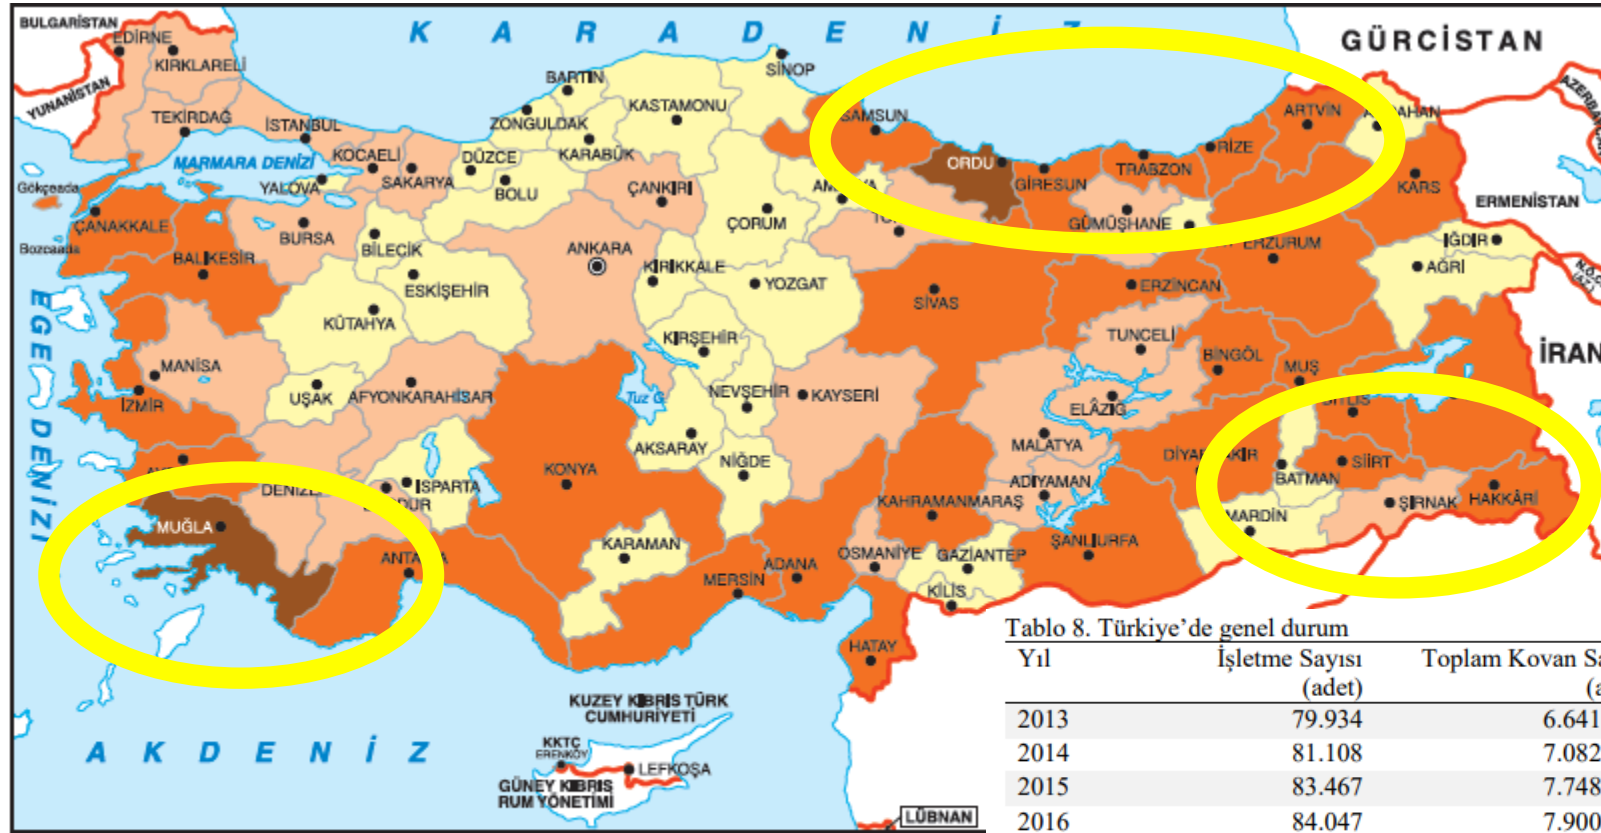 BULGARİSTAN
K A R A D E N İ Z
GÜRCİSTAN
EDİRNE
KIRKLARELİ
YUNANİSTAN
TEKİRDAĞ
İSTANBUL
MARMARA DENİZİ
KOCAELİ
SAKARYA
YALOVA
DÜZCE
BOLU
ZONGULDAK
BARTIN
KARABÜK
KASTAMONU
SİNOP
SAMSUN
ORDU
GİRESUN
TRABZON
RİZE
ARTVİN
KARS
ERMENİSTAN
Gökçeada
Bozcaada
ÇANAKKALE
BALIKESİR
BURSA
BİLECİK
ESKİŞEHİR
KÜTAHYA
ANKARA
ÇANKIRI
ÇORUM
KIRIKKALE
YOZGAT
SİVAS
GÜMÜŞHANE
ERZİNCAN
ERZURUM
IĞDIR
AĞRI
EGE DENİZİ
MANİSA
İZMİR
UŞAK
AFYONKARAHİSAR
KIRŞEHİR
NEVŞEHİR
KAYSERİ
Tuz G.
AKSARAY
NİĞDE
KONYA
TUNCELİ
BİNGÖL
MUŞ
ELÂZIĞ
MALATYA
ADIYAMAN
İRAN
SİİRT
BATMAN
ŞIRNAK
HAKKÂRİ
MARDİN
MUĞLA
ISPARTA
KARAMAN
MERSİN
ADANA
OSMANİYE
KAHRAMANMARAŞ
GAZİANTEP
KİLİS
ŞANLIURFA
HATAY
A K D E N İ Z
KUZEY KIBRIS TÜRK
CUMHURİYETİ
KKTC
ERENKÖY
LEFKOŞA
GÜNEY KIBRIS
RUM YÖNETİMİ
LÜBNAN
Tablo 8. Türkiye’de genel durum
Yıl İşletme Sayısı Toplam Kovan
(adet)
2013 79.934 6.641
2014 81.108 7.082
2015 83.467 7.748
2016 84.047 7.900